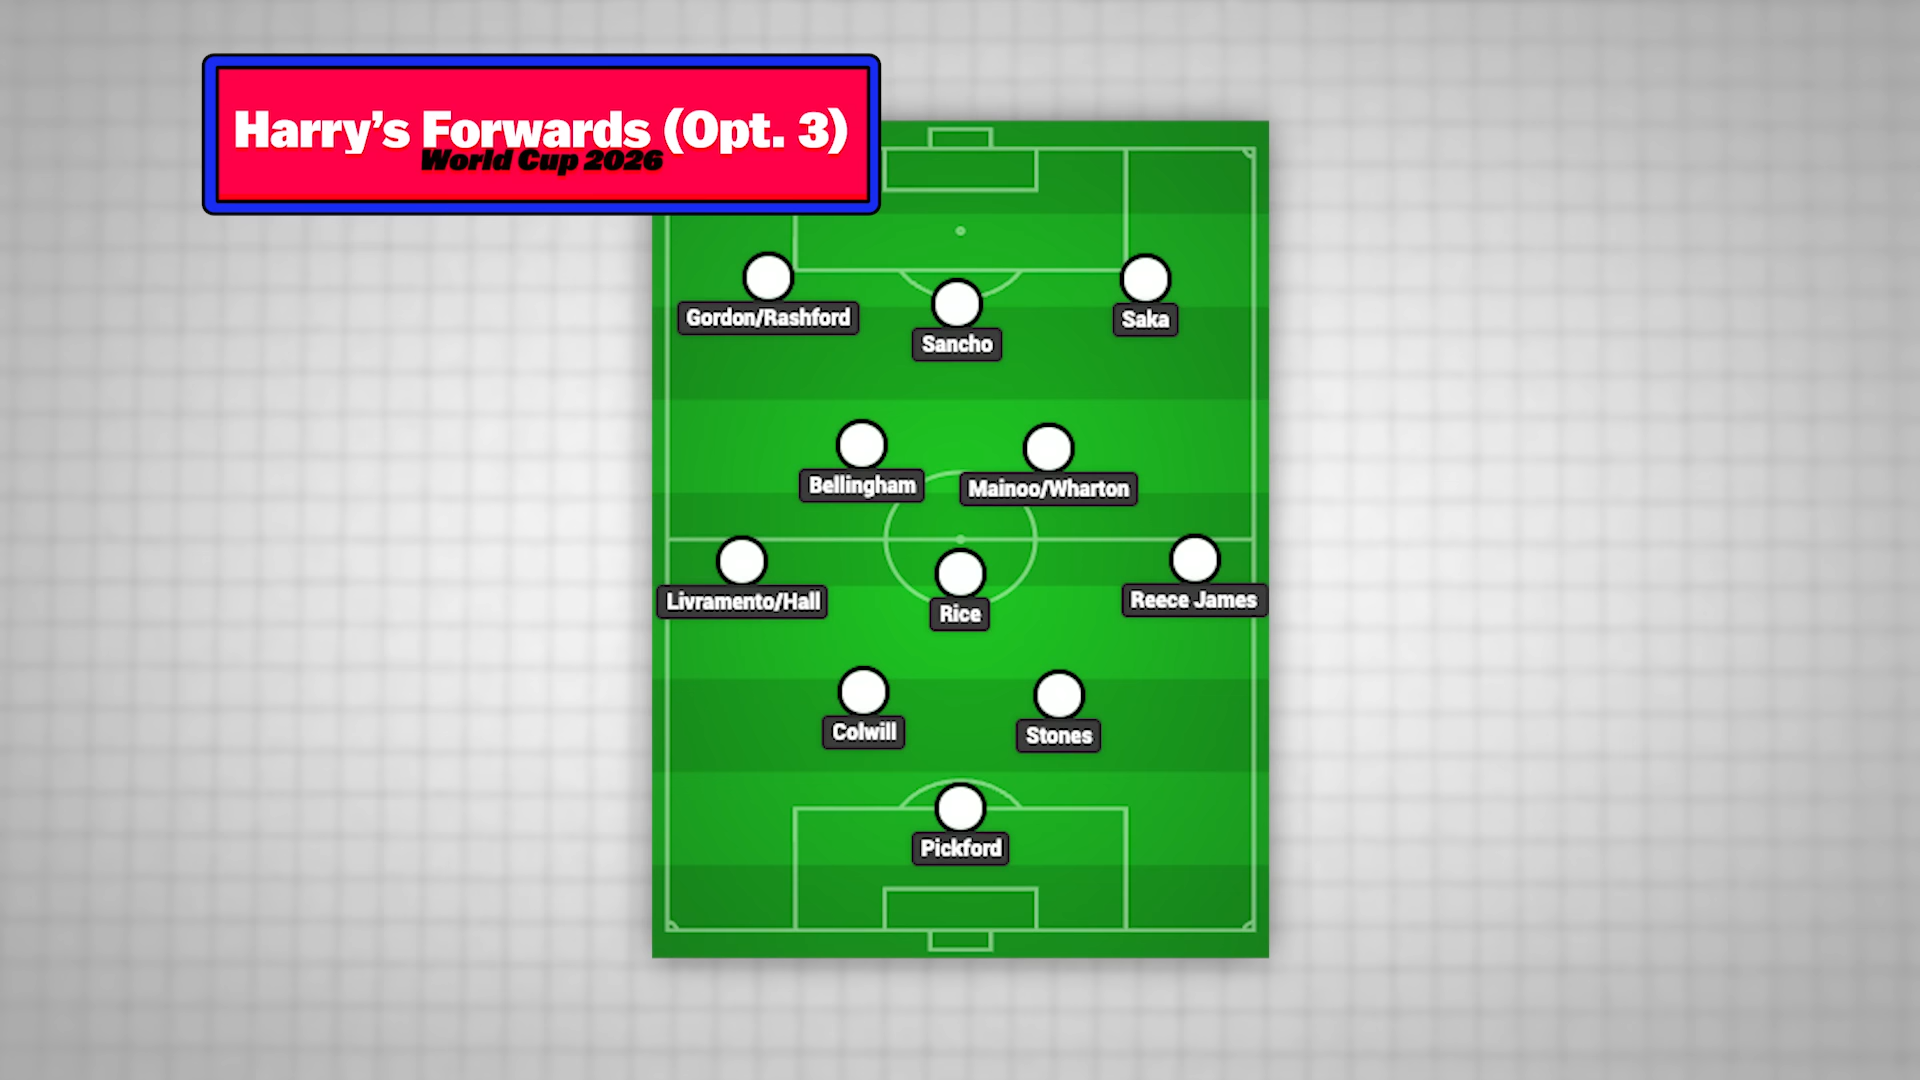 Harry’s Forwards (Opt. 3)
World Cup 2026
Gordon/Rashford
Sancho
Saka
Bellingham
Mainoo/Wharton
Livramento/Hall
Rice
Reece James
Colwill
Stones
Pickford